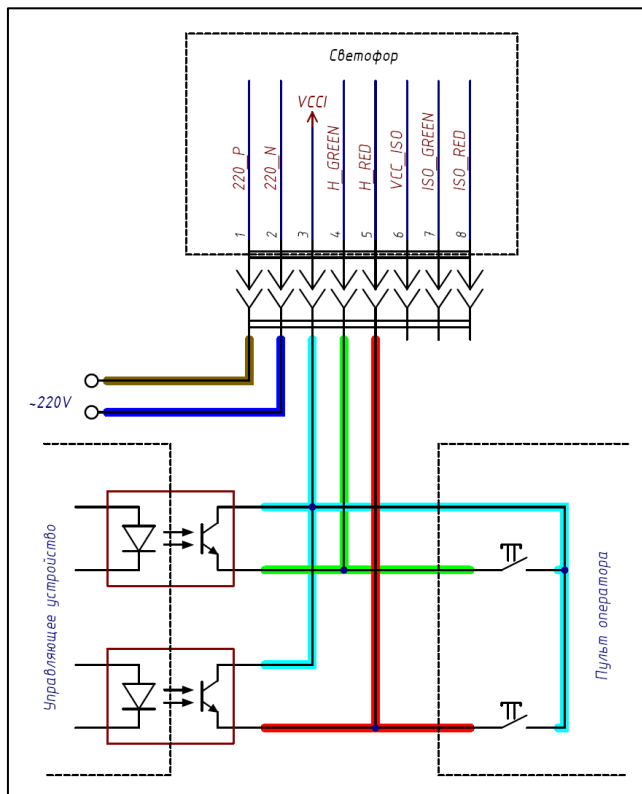 Светофор
220_P
220_N
VCCI
H_GREEN
H_RED
VCC_ISO
ISO_GREEN
ISO_RED
1
2
3
4
5
6
7
8
~220V
Управляющее устройство
Пульт оператора